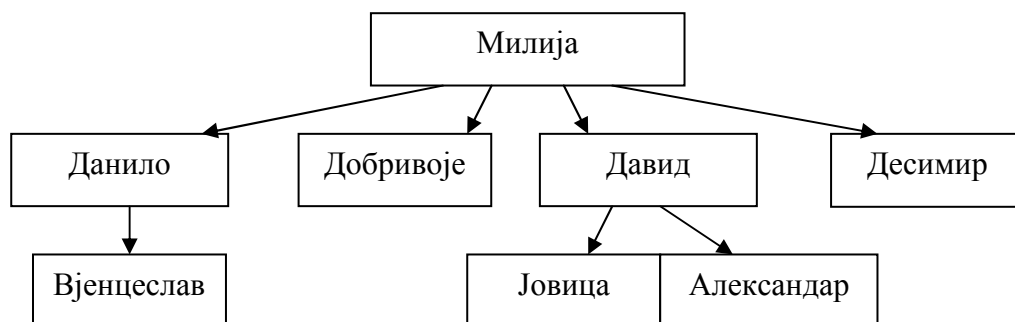 Милија
Данило
Добривоје
Давид
Десимир
Вјенцеслав
Јовица
Александар